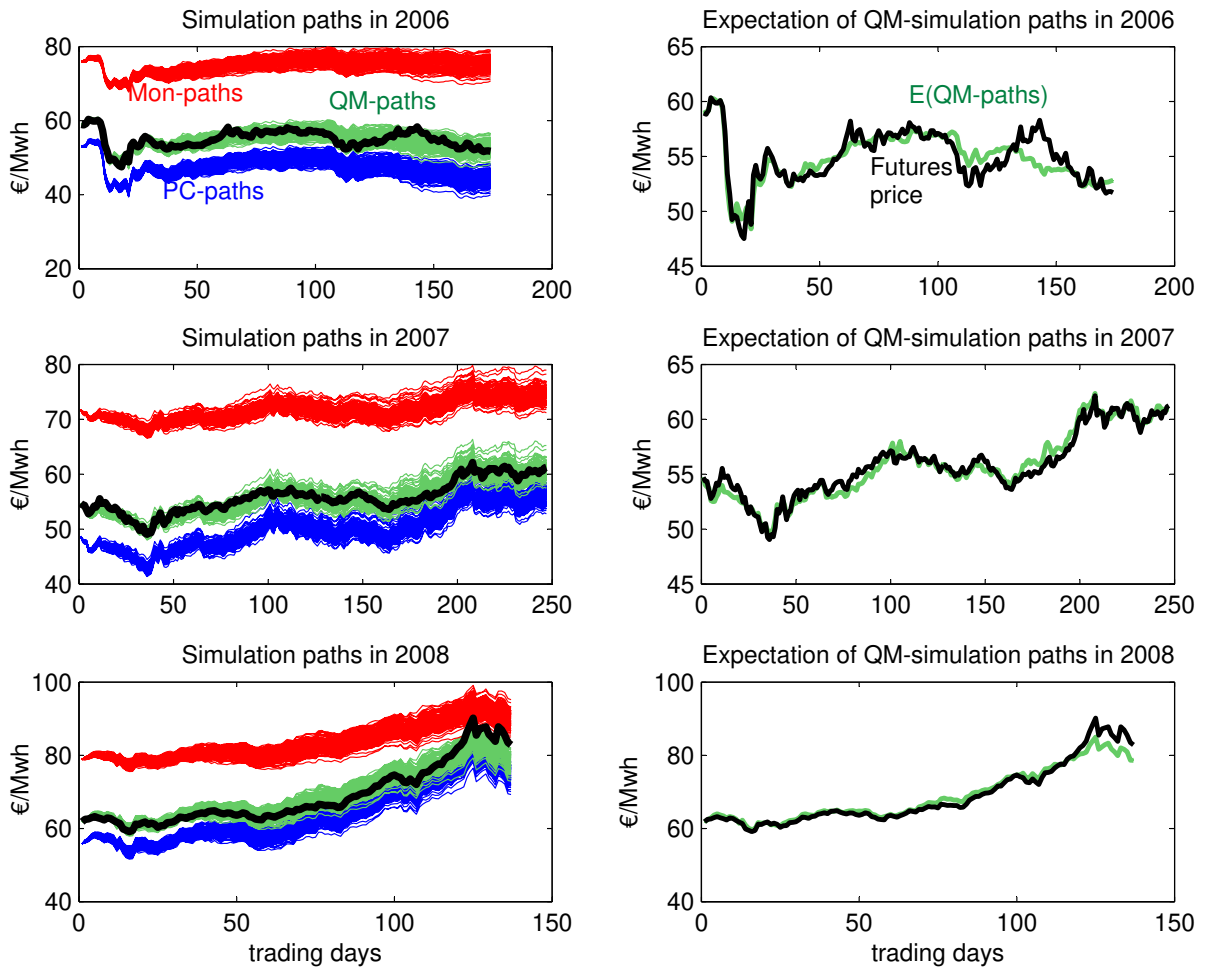 Simulation paths in 2006
80
60
40
20
€/Mwh
Mon-paths
QM-paths
PC-paths
0
50
100
150
200
Expectation of QM-simulation paths in 2006
65
60
55
50
45
€/Mwh
E(QM-paths)
Futures
price
0
50
100
150
200
Simulation paths in 2007
80
70
60
50
40
€/Mwh
0
50
100
150
200
250
Expectation of QM-simulation paths in 2007
65
60
55
50
45
€/Mwh
0
50
100
150
200
250
Simulation paths in 2008
100
80
60
40
€/Mwh
0
50
100
150
trading days
Expectation of QM-simulation paths in 2008
100
80
60
40
€/Mwh
0
50
100
150
trading days